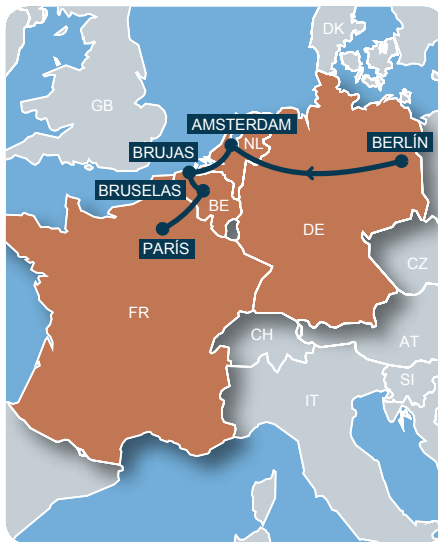 DK
GB
AMSTERDAM
NL
BERLÍN
BRUJAS
BRUSELAS
BE
PARÍS
DE
CZ
FR
CH
AT
SI
IT